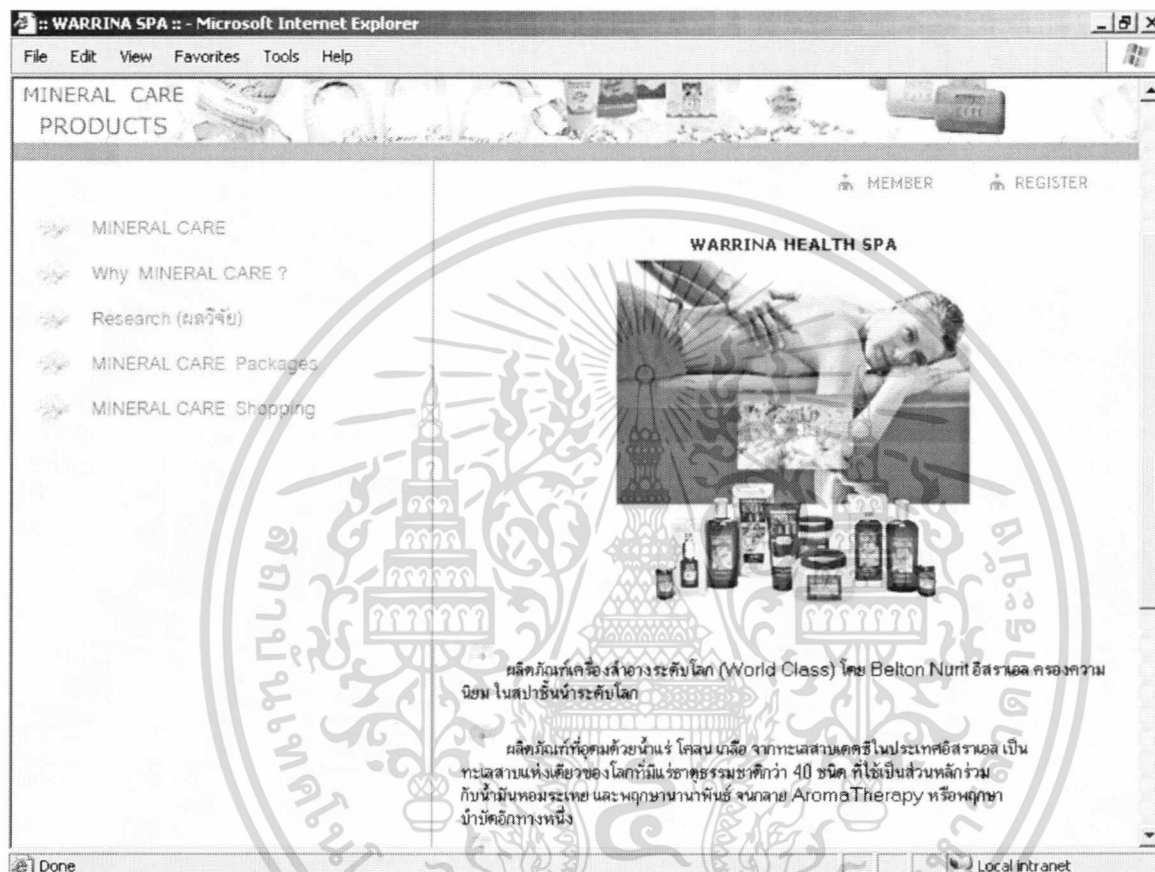 :: WARRINA SPA :: - Microsoft Internet Explorer
File Edit View Favorites Tools Help
MINERAL CARE
PRODUCTS
MEMBER REGISTER
MINERAL CARE
Why MINERAL CARE ?
Research (ผลวิจัย)
MINERAL CARE Packages
MINERAL CARE Shopping
WARRINA HEALTH SPA
ผลิตภัณฑ์เครื่องสำอางระดับโลก (World Class) โดย Belton Nurit อิสราเอล ครองความ
นิยม ในสปาชั้นนำระดับโลก
ผลิตภัณฑ์ที่อุดมด้วยน้ำแร่ โคลน เกลือ จากทะเลสาบเดดซีในประเทศอิสราเอล เป็น
ทะเลสาบแห่งเดียวของโลกที่มีแร่ธาตุธรรมชาติกว่า 40 ชนิด ที่ใช้เป็นส่วนหลักร่วม
กับน้ำมันหอมระเหย และพฤกษานานาพันธ์ จนกลาย AromaTherapy หรือพฤกษา
บำบัดอีกทางหนึ่ง
Done Local intranet